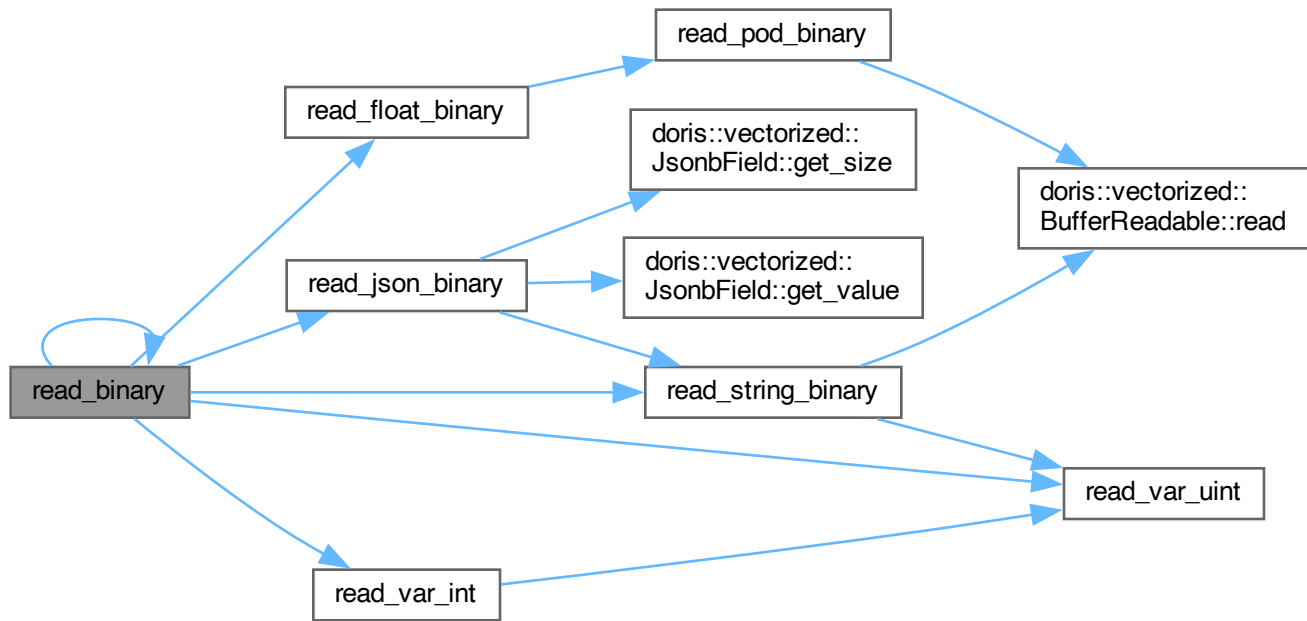 read_pod_binary
read_float_binary
doris::vectorized::
JsonbField::get_size
doris::vectorized::
BufferReadable::read
read_json_binary
doris::vectorized::
JsonbField::get_value
read_binary
read_string_binary
read_var_uint
read_var_int